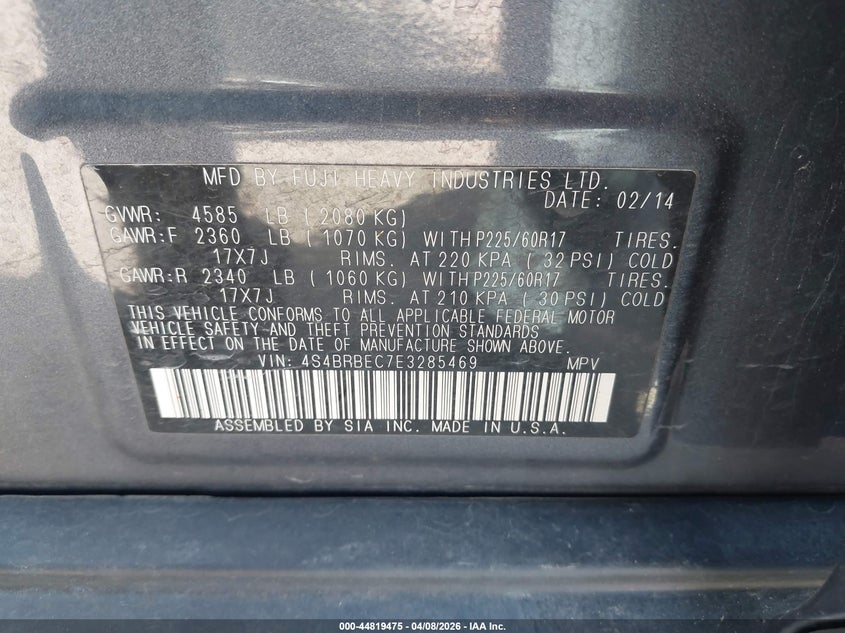 MFD BY FUJI HEAVY INDUSTRIES LTD.
DATE: 02/14
GVWR: 4585 LB (2080 KG)
GAWR:F 2360 LB (1070 KG) WITH P225/60R17 TIRES.
17X7J RIMS. AT 220 KPA (32 PSI) COLD
GAWR:R 2340 LB (1060 KG) WITH P225/60R17 TIRES.
17X7J RIMS. AT 210 KPA (30 PSI) COLD
THIS VEHICLE CONFORMS TO ALL APPLICABLE FEDERAL MOTOR
VEHICLE SAFETY AND THEFT PREVENTION STANDARDS
IN EFFECT ON THE DATE OF MANUFACTURE SHOWN ABOVE.
VIN: 4S4BRBEC7E3285469 MPV
ASSEMBLED BY SIA INC. MADE IN U.S.A.
000-44819475 - 04/08/2026 - IAA Inc.